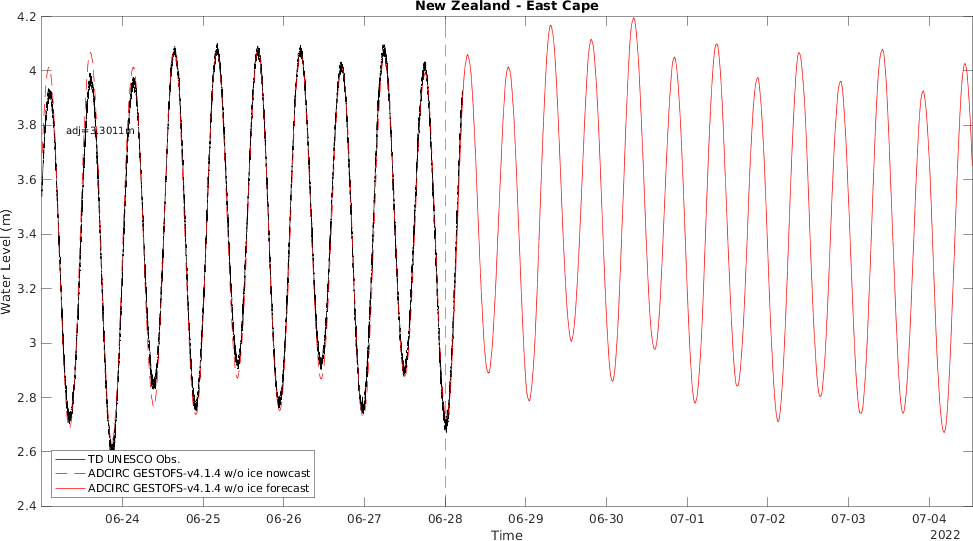 New Zealand - East Cape
4.2
4
3.8
3.6
3.4
3.2
3
2.8
2.6
2.4
Water Level (m)
adj=3.3011m
TD UNESCO Obs.
ADCIRC GESTOFS-v4.1.4 w/o ice nowcast
ADCIRC GESTOFS-v4.1.4 w/o ice forecast
06-24 06-25 06-26 06-27 06-28 06-29 06-30 07-01 07-02 07-03 07-04
Time
2022